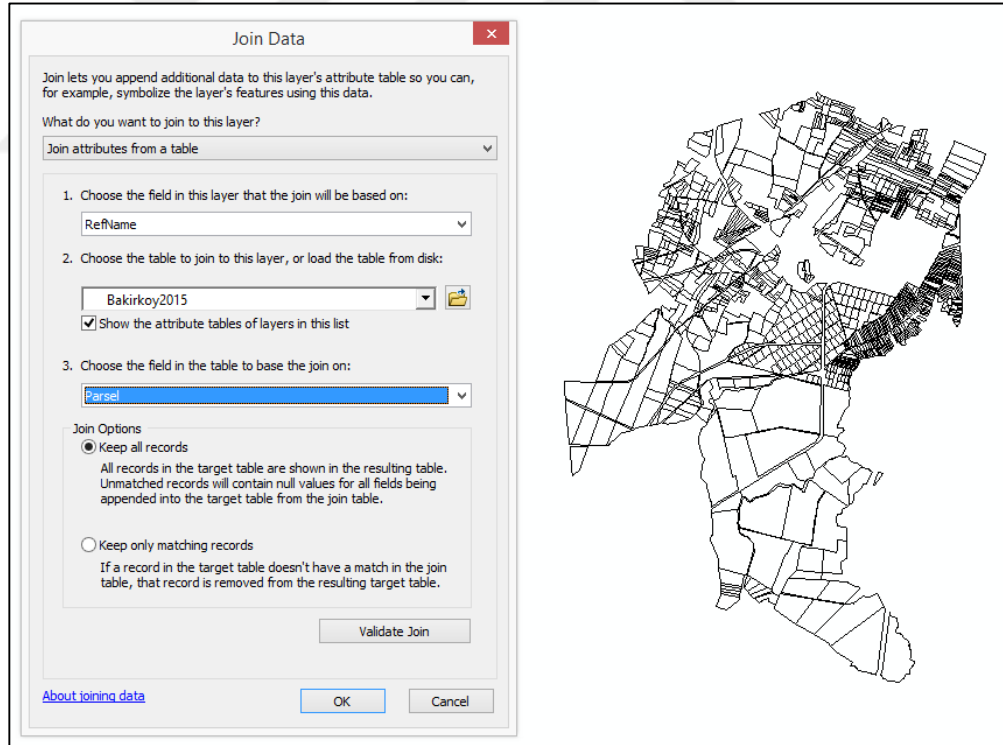 Join Data
Join lets you append additional data to this layer's attribute table so you can,
for example, symbolize the layer's features using this data.
What do you want to join to this layer?
Join attributes from a table
1. Choose the field in this layer that the join will be based on:
RefName
2. Choose the table to join to this layer, or load the table from disk:
Bakirkoy2015
Show the attribute tables of layers in this list
3. Choose the field in the table to base the join on:
Parsel
Join Options
Keep all records
All records in the target table are shown in the resulting table.
Unmatched records will contain null values for all fields being
appended into the target table from the join table.
Keep only matching records
If a record in the target table doesn't have a match in the join
table, that record is removed from the resulting target table.
Validate Join
About joining data
OK
Cancel